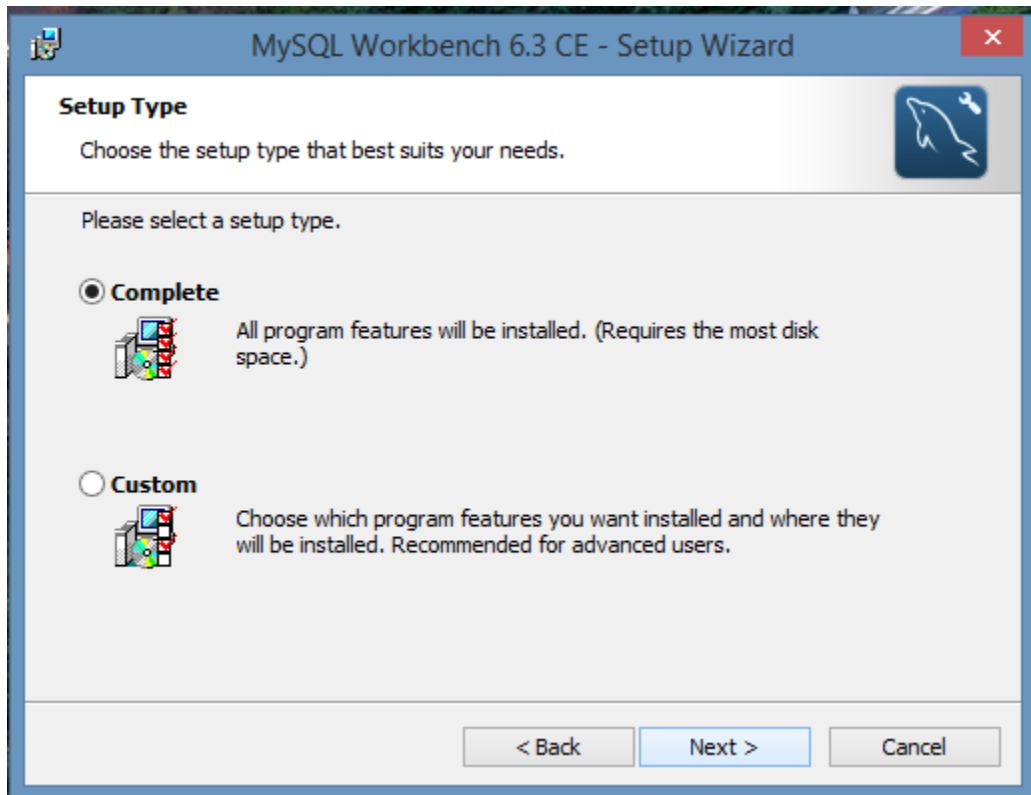 MySQL Workbench 6.3 CE - Setup Wizard
Setup Type
Choose the setup type that best suits your needs.
Please select a setup type.
Complete
All program features will be installed. (Requires the most disk
space.)
Custom
Choose which program features you want installed and where they
will be installed. Recommended for advanced users.
< Back Next > Cancel